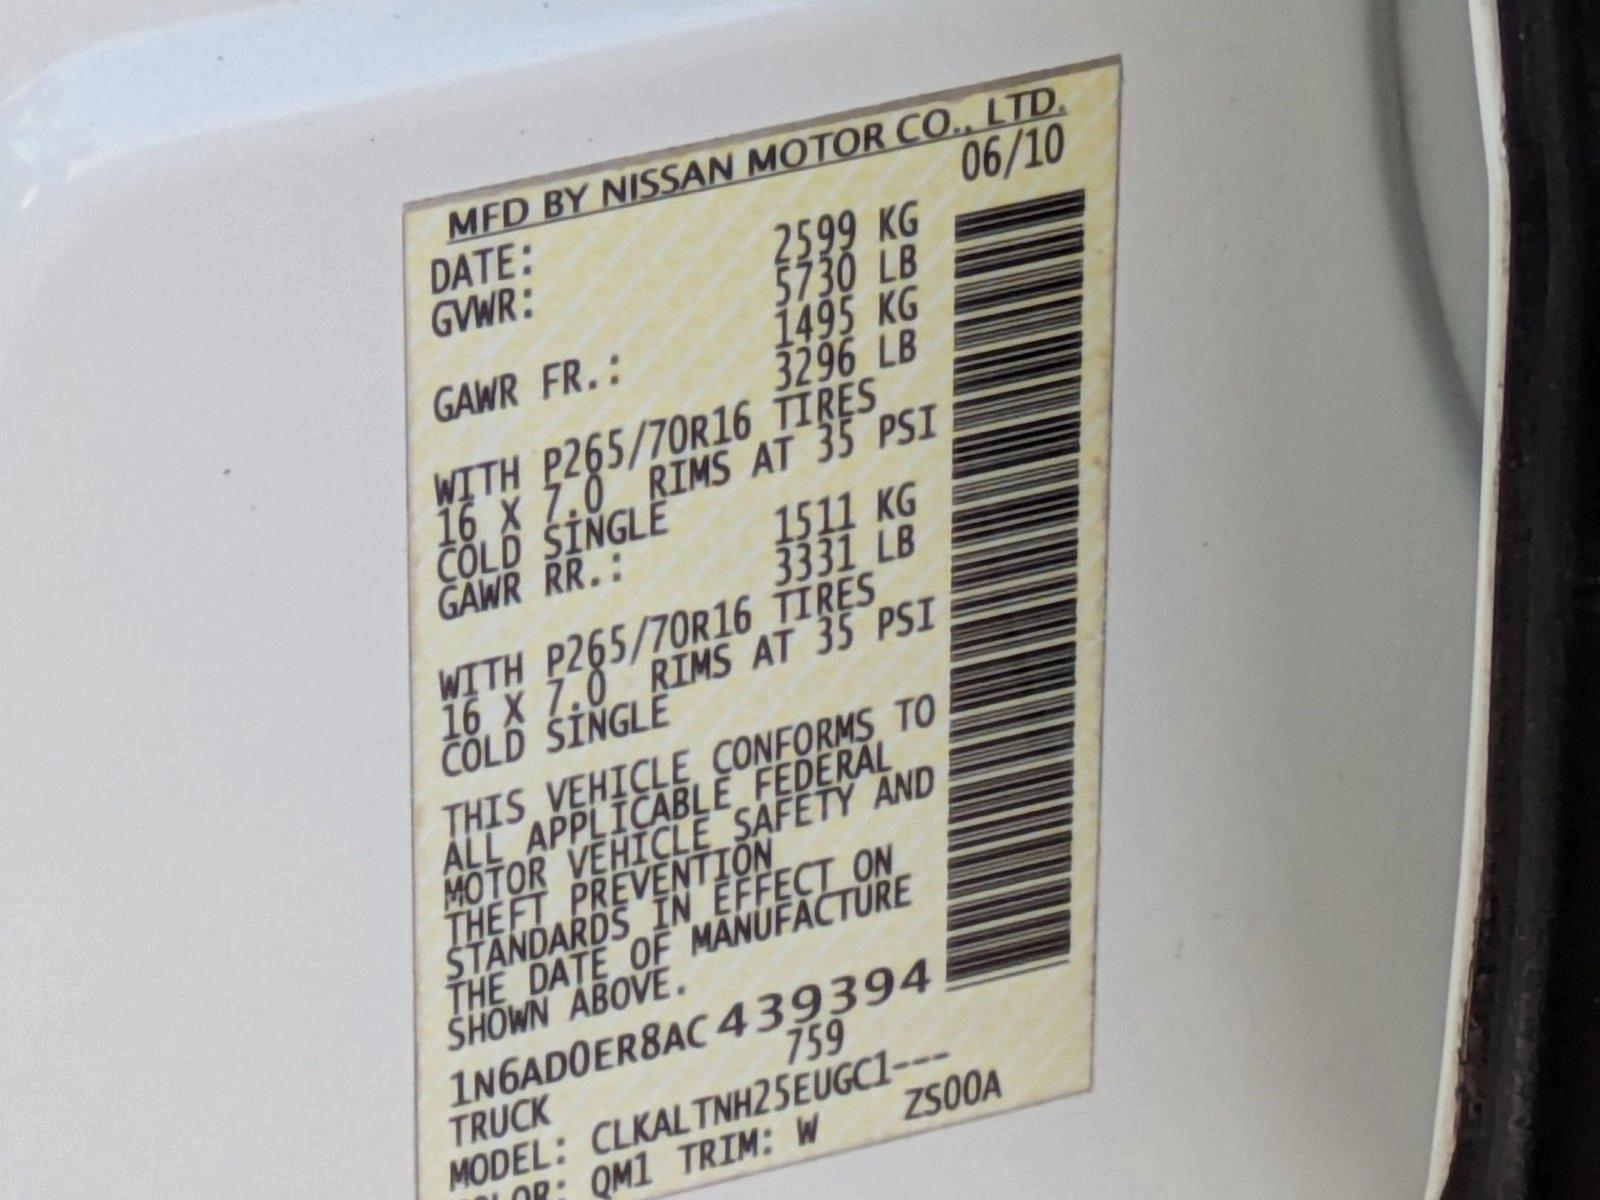 MFD BY NISSAN MOTOR CO., LTD.
DATE: 06/10
GVWR: 2599 KG
5730 LB
GAWR FR.: 1495 KG
3296 LB
WITH P265/70R16 TIRES
16 X 7.0 RIMS AT 35 PSI
COLD SINGLE
GAWR RR.: 1511 KG
3331 LB
WITH P265/70R16 TIRES
16 X 7.0 RIMS AT 35 PSI
COLD SINGLE
THIS VEHICLE CONFORMS TO
ALL APPLICABLE FEDERAL
MOTOR VEHICLE SAFETY AND
THEFT PREVENTION
STANDARDS IN EFFECT ON
THE DATE OF MANUFACTURE
SHOWN ABOVE.
1N6AD0ER8AC439394
TRUCK 759
MODEL: CLKALTNH25EUGC1---
COLOR: QM1 TRIM: W ZS00A